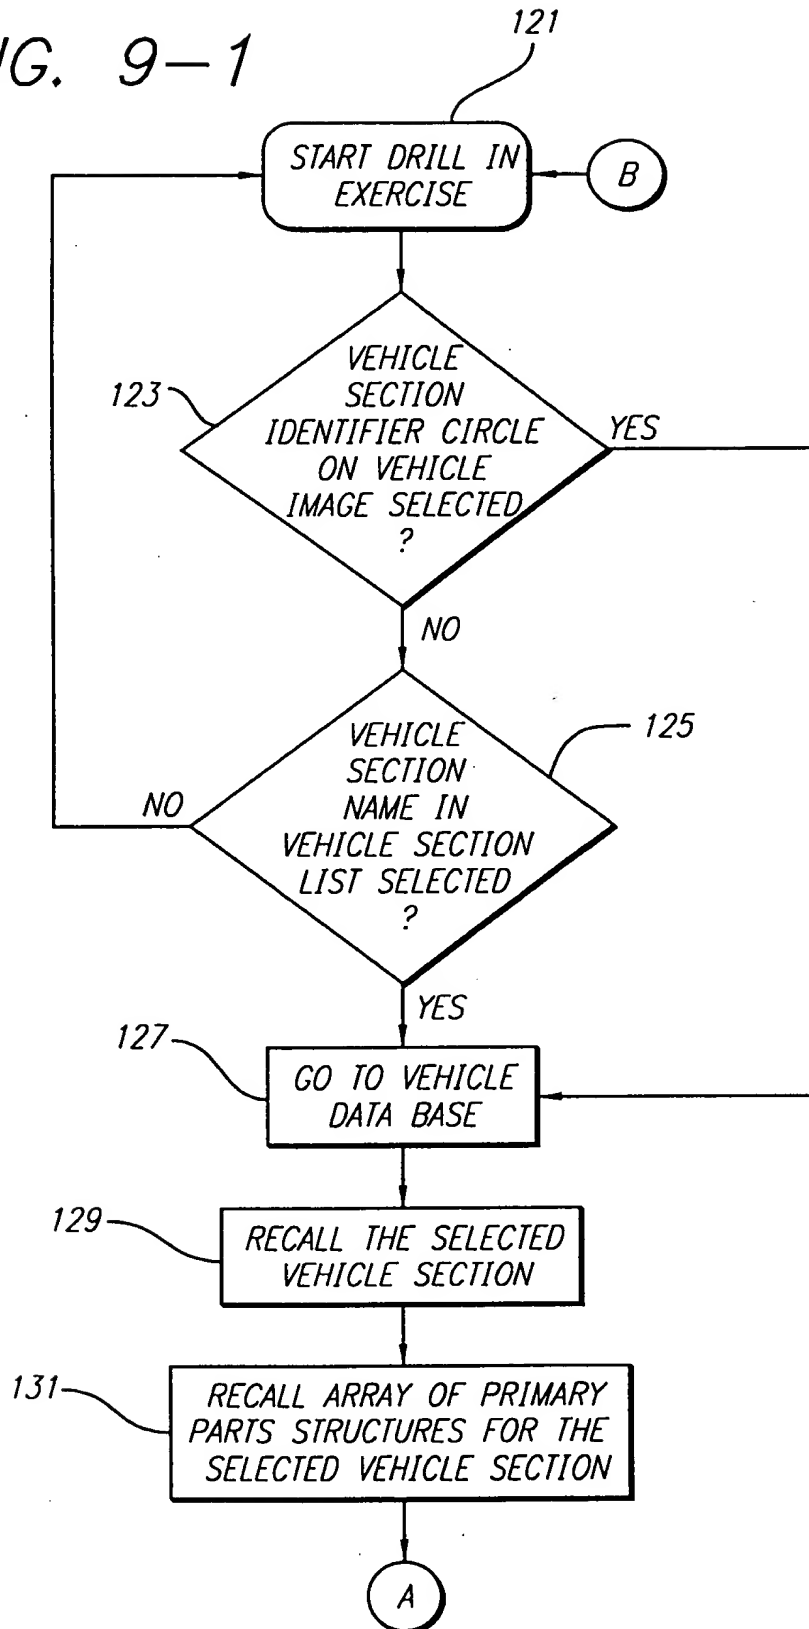 IG. 9-1
121
START DRILL IN
EXERCISE
B
123
VEHICLE
SECTION
IDENTIFIER CIRCLE
ON VEHICLE
IMAGE SELECTED
?
YES
NO
125
VEHICLE
SECTION
NAME IN
VEHICLE SECTION
LIST SELECTED
?
NO
YES
127
GO TO VEHICLE
DATA BASE
129
RECALL THE SELECTED
VEHICLE SECTION
131
RECALL ARRAY OF PRIMARY
PARTS STRUCTURES FOR THE
SELECTED VEHICLE SECTION
A